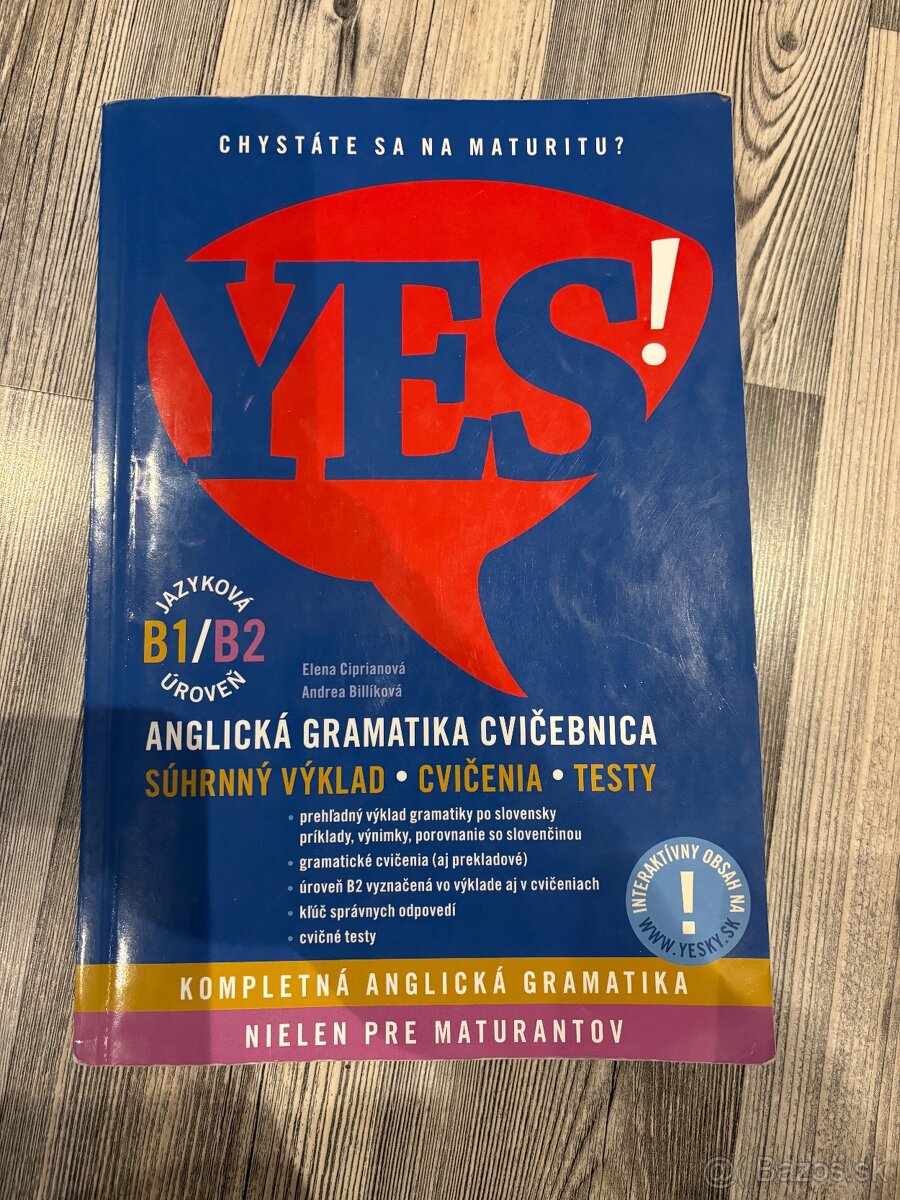 CHYSTÁTE SA NA MATURITU?
YES!
JAZYKOVÁ
B1/B2
ÚROVEŇ
Elena Ciprianová
Andrea Billíková
ANGLICKÁ GRAMATIKA CVIČEBNICA
SÚHRNNÝ VÝKLAD • CVIČENIA • TESTY
• prehľadný výklad gramatiky po slovensky
príklady, výnimky, porovnanie so slovenčinou
• gramatické cvičenia (aj prekladové)
• úroveň B2 vyznačená vo výklade aj v cvičeniach
• kľúč správnych odpovedí
• cvičné testy
INTERAKTÍVNY OBSAH NA
!
WWW.YESKY.SK
KOMPLETNÁ ANGLICKÁ GRAMATIKA
NIELEN PRE MATURANTOV
Bazos.sk